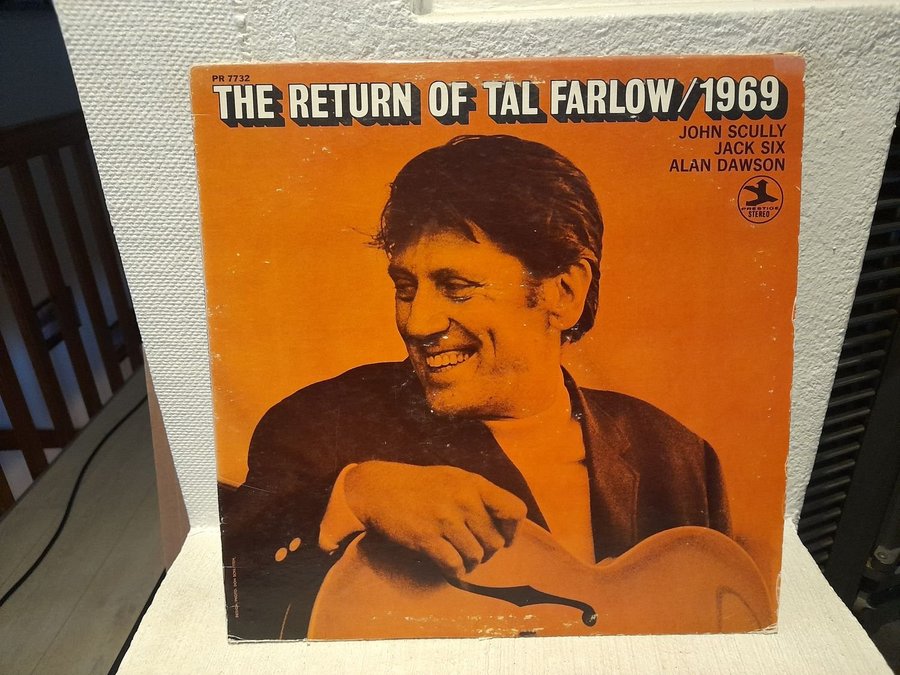 PR 7732
THE RETURN OF TAL FARLOW/1969
JOHN SCULLY
JACK SIX
ALAN DAWSON
PRESTIGE
STEREO